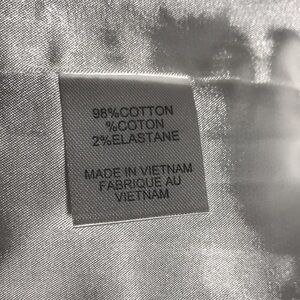 98%COTTON
%COTON
2%ELASTANE
MADE IN VIETNAM
FABRIQUE AU
VIETNAM